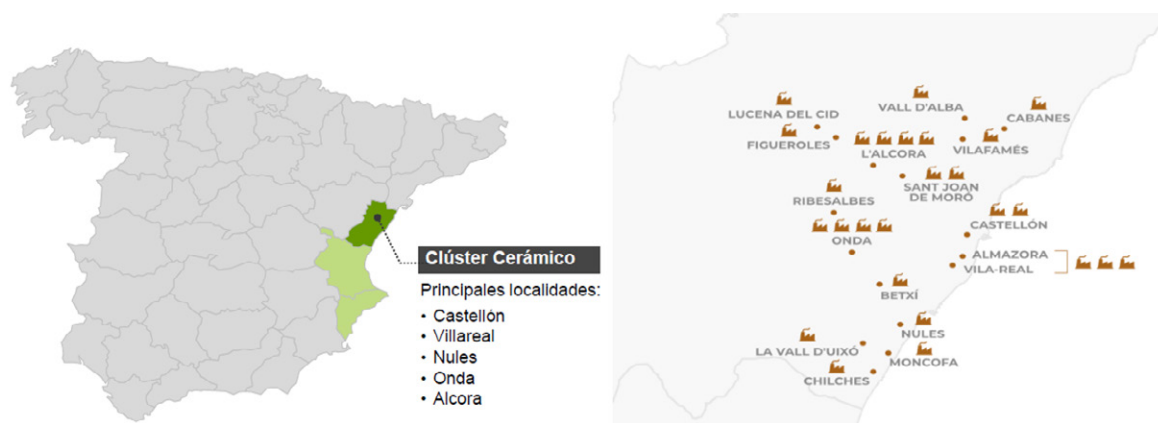 Clúster Cerámico
Principales localidades:
• Castellón
• Villareal
• Nules
• Onda
• Alcora
LUCENA DEL CID
VALL D'ALBA
CABANES
FIGUEROLES
L'ALCORA
VILAFAMÉS
SANT JOAN
DE MORÓ
RIBESALBES
CASTELLÓN
ONDA
ALMAZORA
VILA-REAL
BETXÍ
NULES
LA VALL D'UIXÓ
MONCOFA
CHILCHES